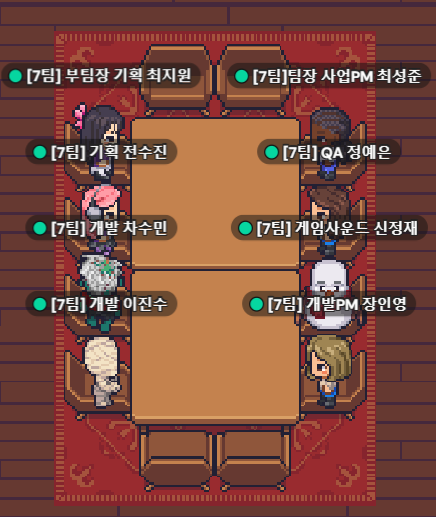 [7팀] 부팀장 기획 최지원
[7팀]팀장 사업PM 최성준
[7팀] 기획 전수진
[7팀] QA 정예은
[7팀] 개발 차수민
[7팀] 게임사운드 신정재
[7팀] 개발 이진수
[7팀] 개발PM 장인영